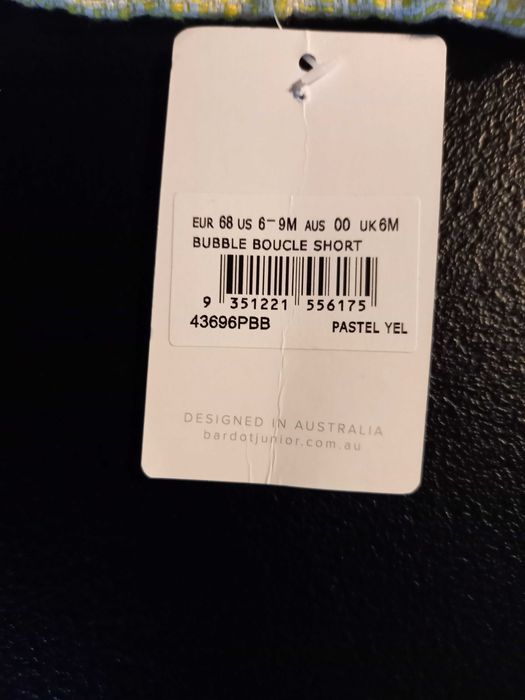 EUR 68 US 6-9M AUS 00 UK 6M
BUBBLE BOUCLE SHORT
9 351221 556175
43696PBB PASTEL YEL
DESIGNED IN AUSTRALIA
bardotjunior.com.au